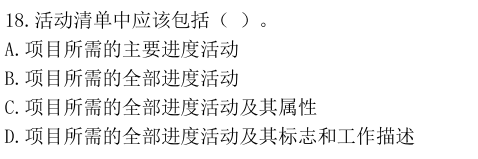 18.活动清单中应该包括（ ）。
A.项目所需的主要进度活动
B.项目所需的全部进度活动
C.项目所需的全部进度活动及其属性
D.项目所需的全部进度活动及其标志和工作描述